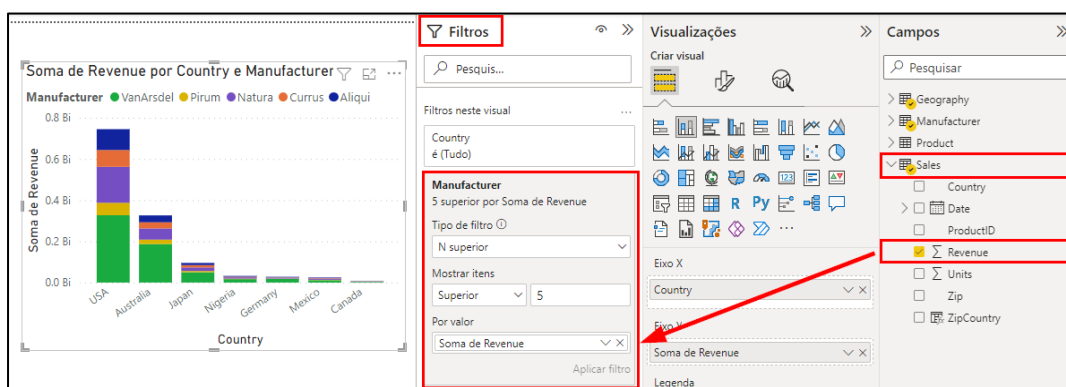 Soma de Revenue por Country e Manufacturer
Manufacturer VanArsdel Pirum Natura Currus Aliqui
0.8 Bi
0.6 Bi
0.4 Bi
0.2 Bi
0.0 Bi
Soma de Revenue
USA
Australia
Japan
Nigeria
Germany
Mexico
Canada
Country
Filtros
Pesquis...
Filtros neste visual
Country
é (Tudo)
Manufacturer
5 superior por Soma de Revenue
Tipo de filtro
N superior
Mostrar itens
Superior 5
Por valor
Soma de Revenue
Aplicar filtro
Visualizações
Criar visual
123
R Py
Eixo X
Country
Eixo Y
Soma de Revenue
Legenda
Campos
Pesquisar
Geography
Manufacturer
Product
Sales
Country
Date
ProductID
Σ Revenue
Σ Units
Zip
ZipCountry